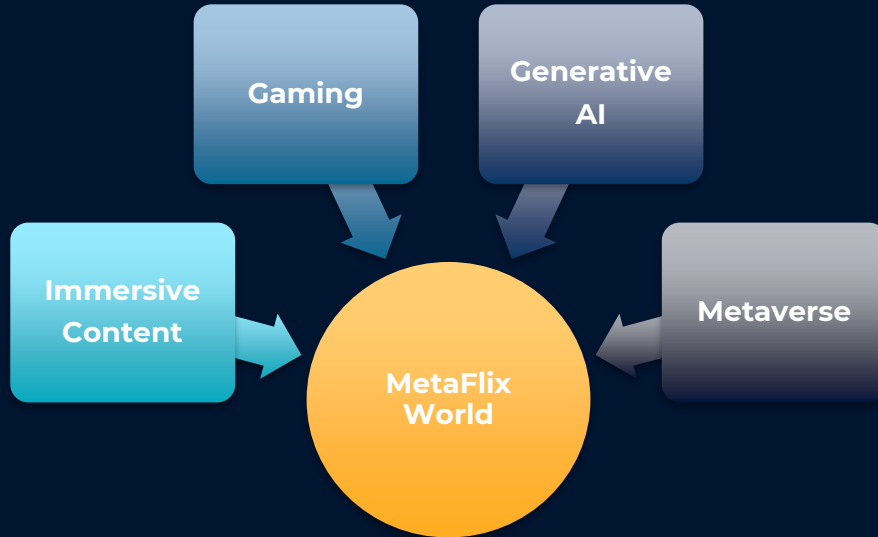 Gaming
Generative
AI
Immersive
Content
Metaverse
MetaFlix
World